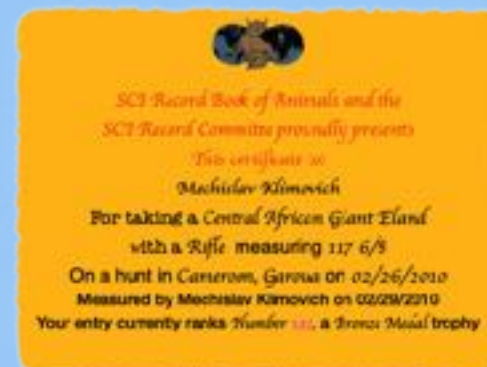 SCI Record Book of Animals and the
SCI Record Committe proundly presents
This certificate to
Mechislav Klimovich
For taking a Central African Giant Eland
with a Rifle measuring 117 6/8
On a hunt in Cameroon, Garoua on 02/26/2010
Measured by Mechislav Klimovich on 02/29/2010
Your entry currently ranks Number a Bronze Medal trophy